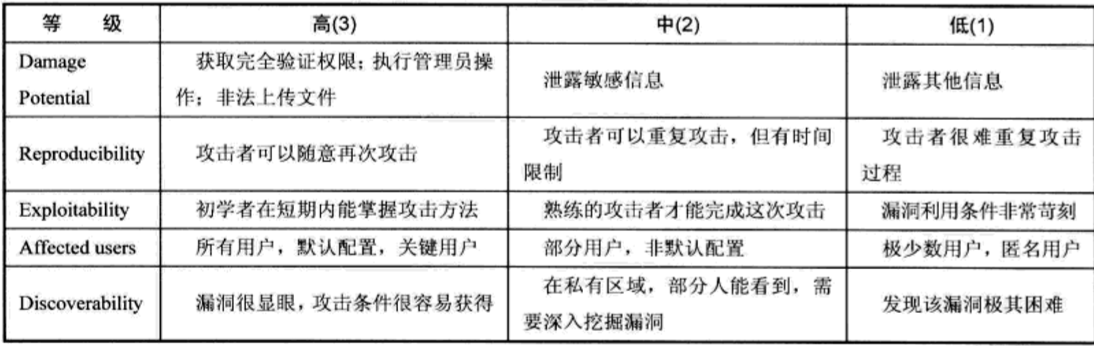 等 级 高(3) 中(2) 低(1)
Damage Potential 获取完全验证权限；执行管理员操作；非法上传文件 泄露敏感信息 泄露其他信息
Reproducibility 攻击者可以随意再次攻击 攻击者可以重复攻击，但有时间限制 攻击者很难重复攻击过程
Exploitability 初学者在短期内能掌握攻击方法 熟练的攻击者才能完成这次攻击 漏洞利用条件非常苛刻
Affected users 所有用户，默认配置，关键用户 部分用户，非默认配置 极少数用户，匿名用户
Discoverability 漏洞很显眼，攻击条件很容易获得 在私有区域，部分人能看到，需要深入挖掘漏洞 发现该漏洞极其困难